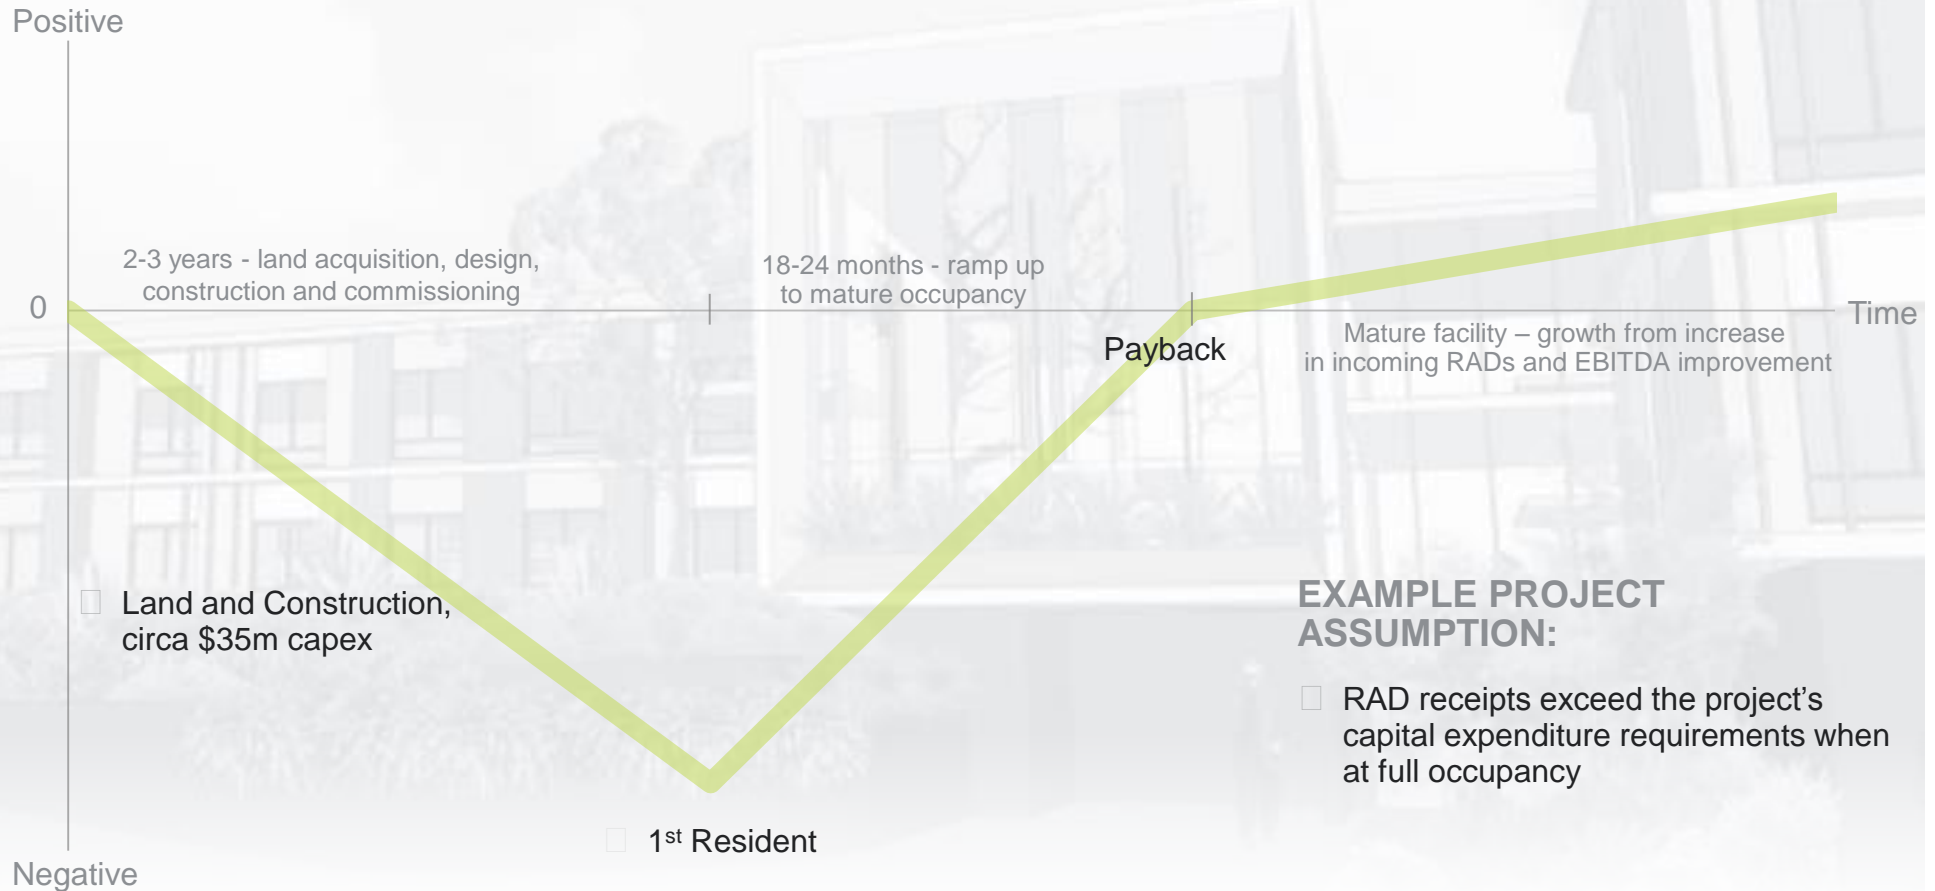 Positive
2-3 years - land acquisition, design,
construction and commissioning
18-24 months - ramp up
to mature occupancy
0
Time
Payback
Mature facility – growth from increase
in incoming RADs and EBITDA improvement
Land and Construction,
circa $35m capex
EXAMPLE PROJECT
ASSUMPTION:
RAD receipts exceed the project’s
capital expenditure requirements when
at full occupancy
1st Resident
Negative